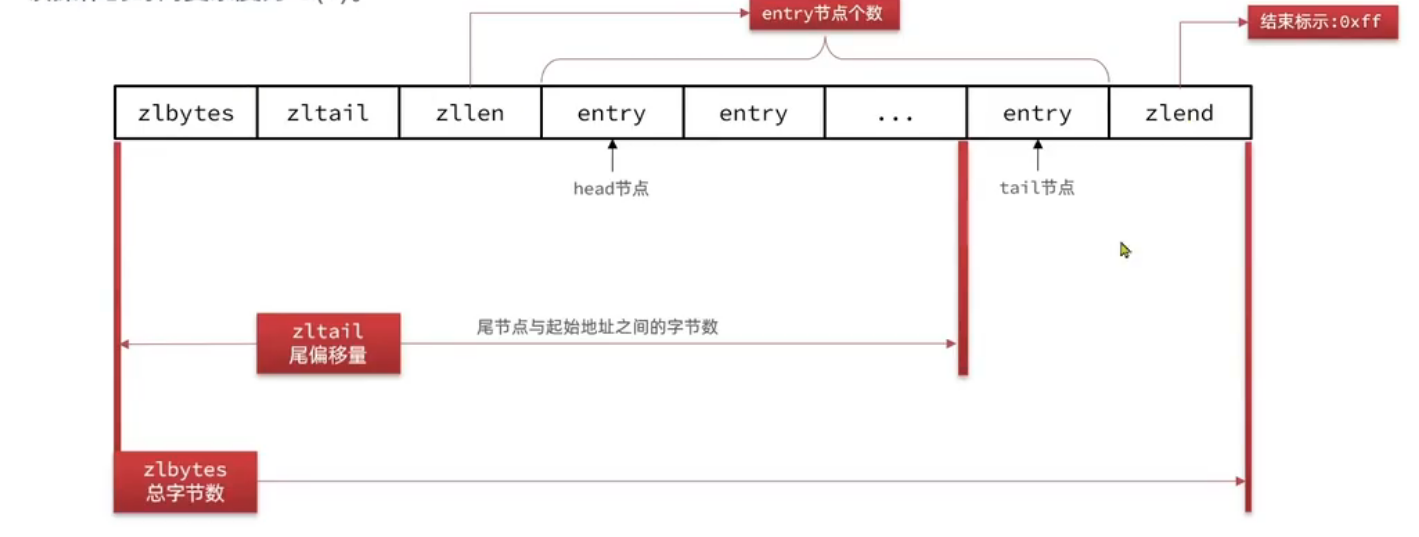 entry节点个数
结束标示:0xff
zlbytes zltail zllen entry entry ... entry zlend
head节点
tail节点
尾节点与起始地址之间的字节数
zltail
尾偏移量
zlbytes
总字节数